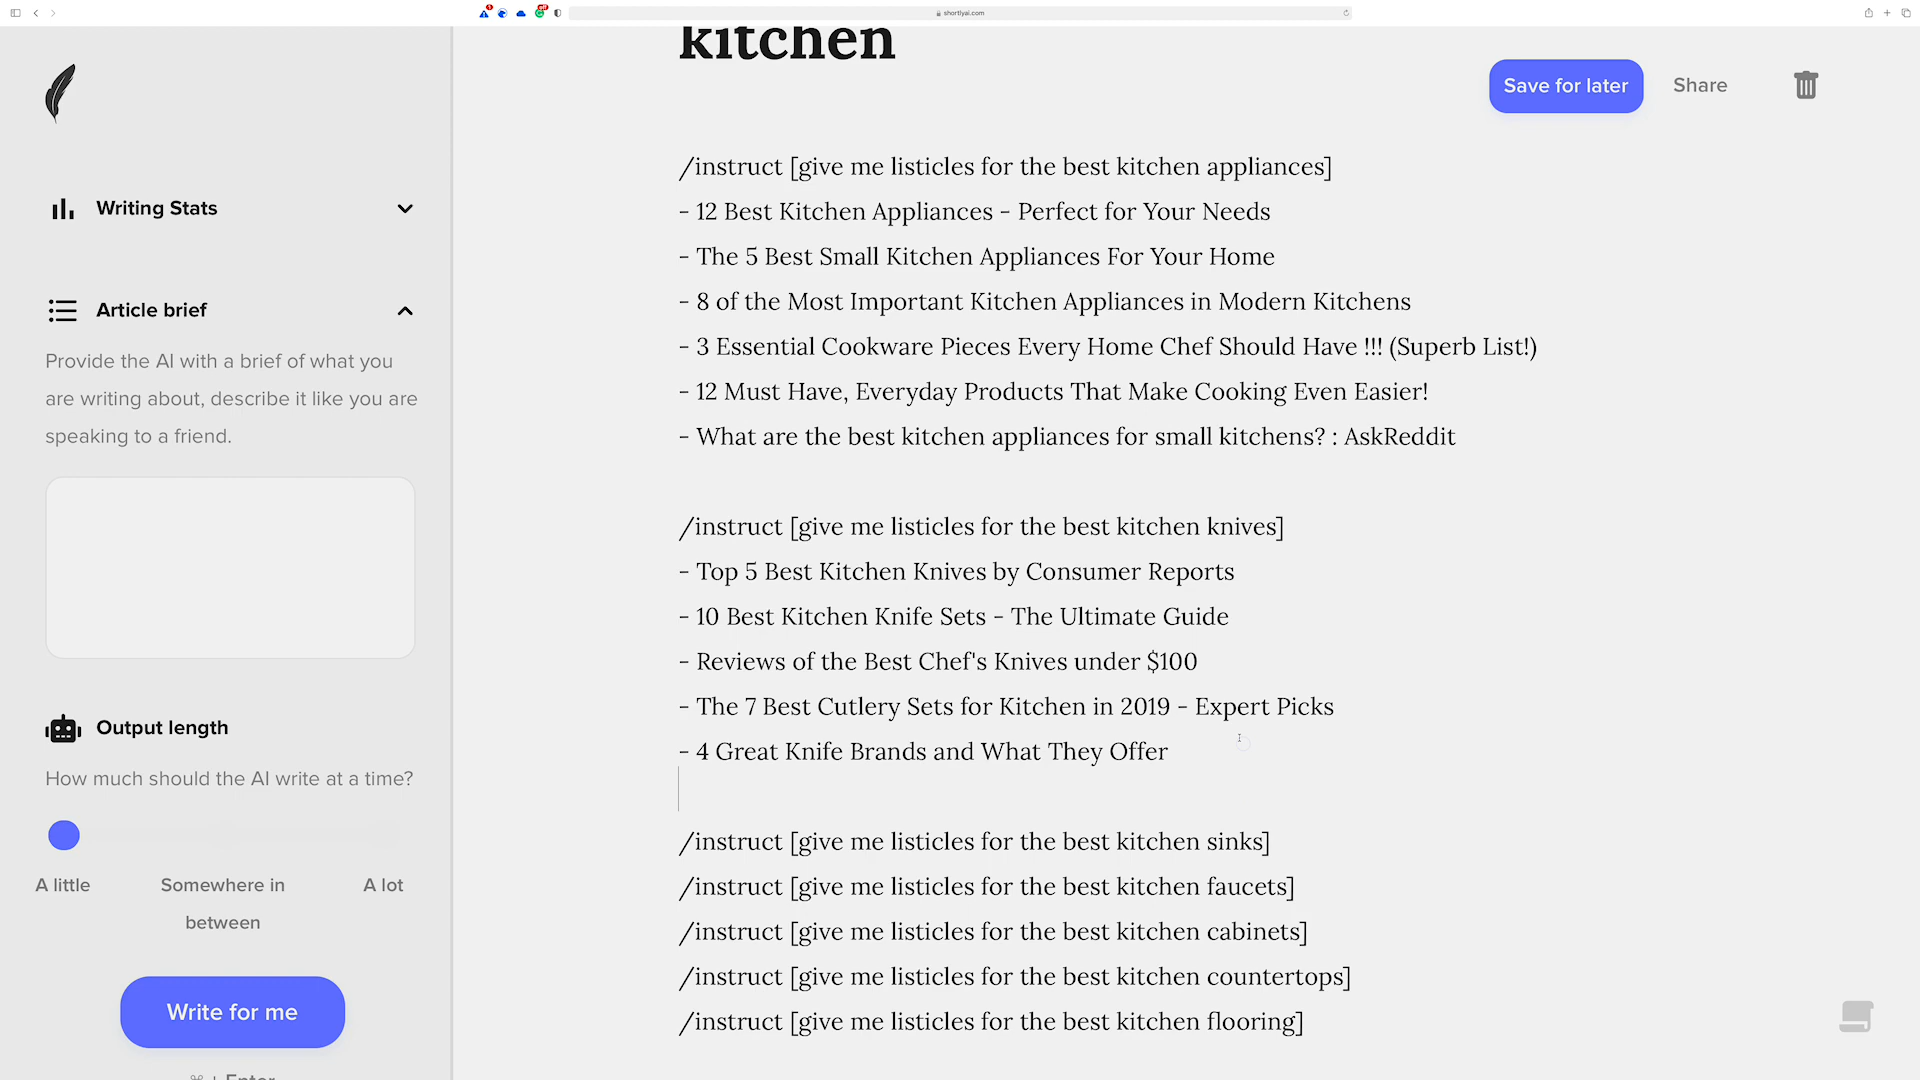 shortlyai.com
kitchen
Save for later
Share
Writing Stats
Article brief
Provide the AI with a brief of what you
are writing about, describe it like you are
speaking to a friend.
Output length
How much should the AI write at a time?
A little
Somewhere in
between
A lot
Write for me
⌘ + Enter
/instruct [give me listicles for the best kitchen appliances]
- 12 Best Kitchen Appliances - Perfect for Your Needs
- The 5 Best Small Kitchen Appliances For Your Home
- 8 of the Most Important Kitchen Appliances in Modern Kitchens
- 3 Essential Cookware Pieces Every Home Chef Should Have !!! (Superb List!)
- 12 Must Have, Everyday Products That Make Cooking Even Easier!
- What are the best kitchen appliances for small kitchens? : AskReddit
/instruct [give me listicles for the best kitchen knives]
- Top 5 Best Kitchen Knives by Consumer Reports
- 10 Best Kitchen Knife Sets - The Ultimate Guide
- Reviews of the Best Chef's Knives under $100
- The 7 Best Cutlery Sets for Kitchen in 2019 - Expert Picks
- 4 Great Knife Brands and What They Offer
/instruct [give me listicles for the best kitchen sinks]
/instruct [give me listicles for the best kitchen faucets]
/instruct [give me listicles for the best kitchen cabinets]
/instruct [give me listicles for the best kitchen countertops]
/instruct [give me listicles for the best kitchen flooring]